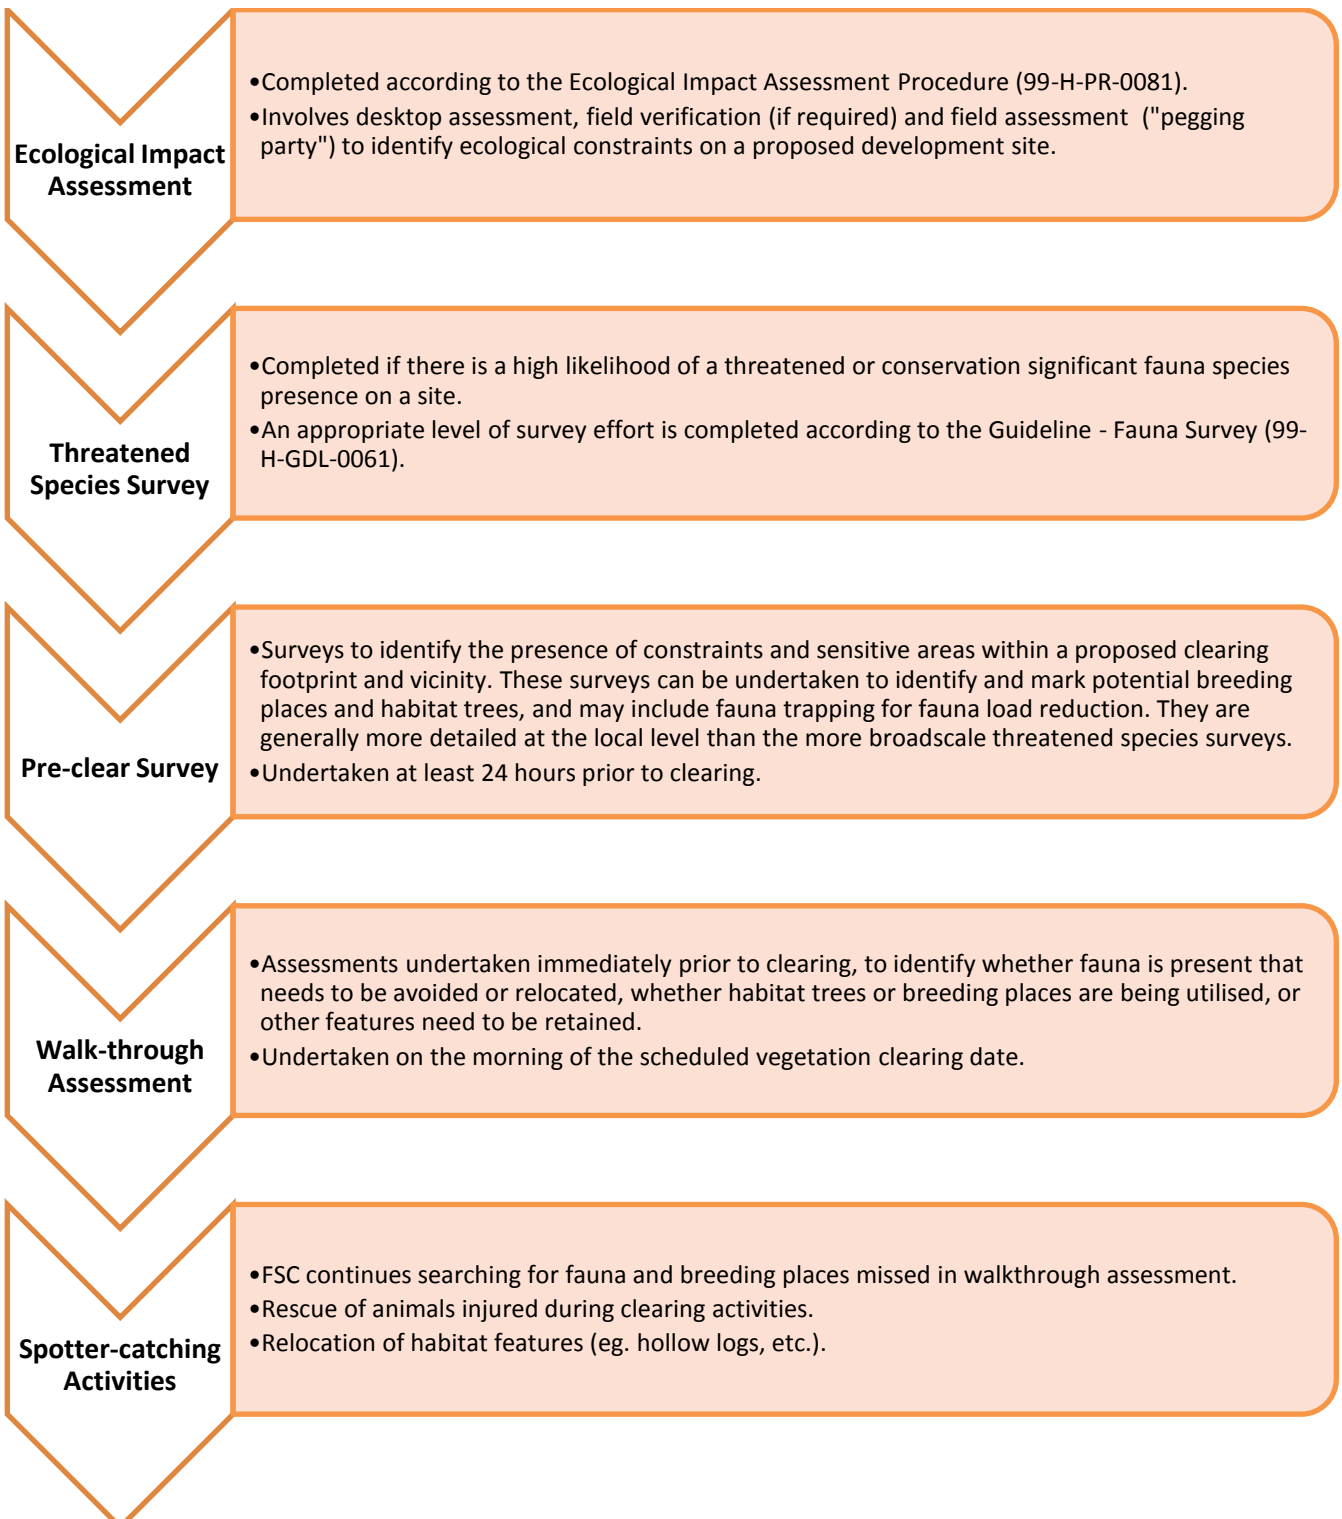 Ecological Impact
Assessment
•Completed according to the Ecological Impact Assessment Procedure (99-H-PR-0081).
•Involves desktop assessment, field verification (if required) and field assessment ("pegging
party") to identify ecological constraints on a proposed development site.
Threatened
Species Survey
•Completed if there is a high likelihood of a threatened or conservation significant fauna species
presence on a site.
•An appropriate level of survey effort is completed according to the Guideline - Fauna Survey (99-
H-GDL-0061).
Pre-clear Survey
•Surveys to identify the presence of constraints and sensitive areas within a proposed clearing
footprint and vicinity. These surveys can be undertaken to identify and mark potential breeding
places and habitat trees, and may include fauna trapping for fauna load reduction. They are
generally more detailed at the local level than the more broadscale threatened species surveys.
•Undertaken at least 24 hours prior to clearing.
Walk-through
Assessment
•Assessments undertaken immediately prior to clearing, to identify whether fauna is present that
needs to be avoided or relocated, whether habitat trees or breeding places are being utilised, or
other features need to be retained.
•Undertaken on the morning of the scheduled vegetation clearing date.
Spotter-catching
Activities
•FSC continues searching for fauna and breeding places missed in walkthrough assessment.
•Rescue of animals injured during clearing activities.
•Relocation of habitat features (eg. hollow logs, etc.).